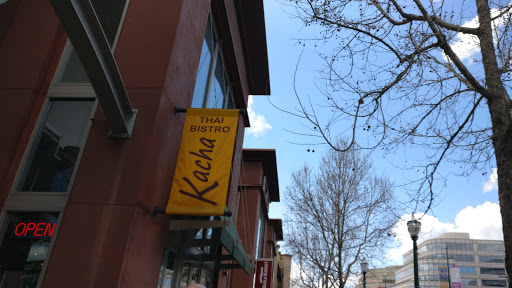 THAI
BISTRO
Kacha
OPEN